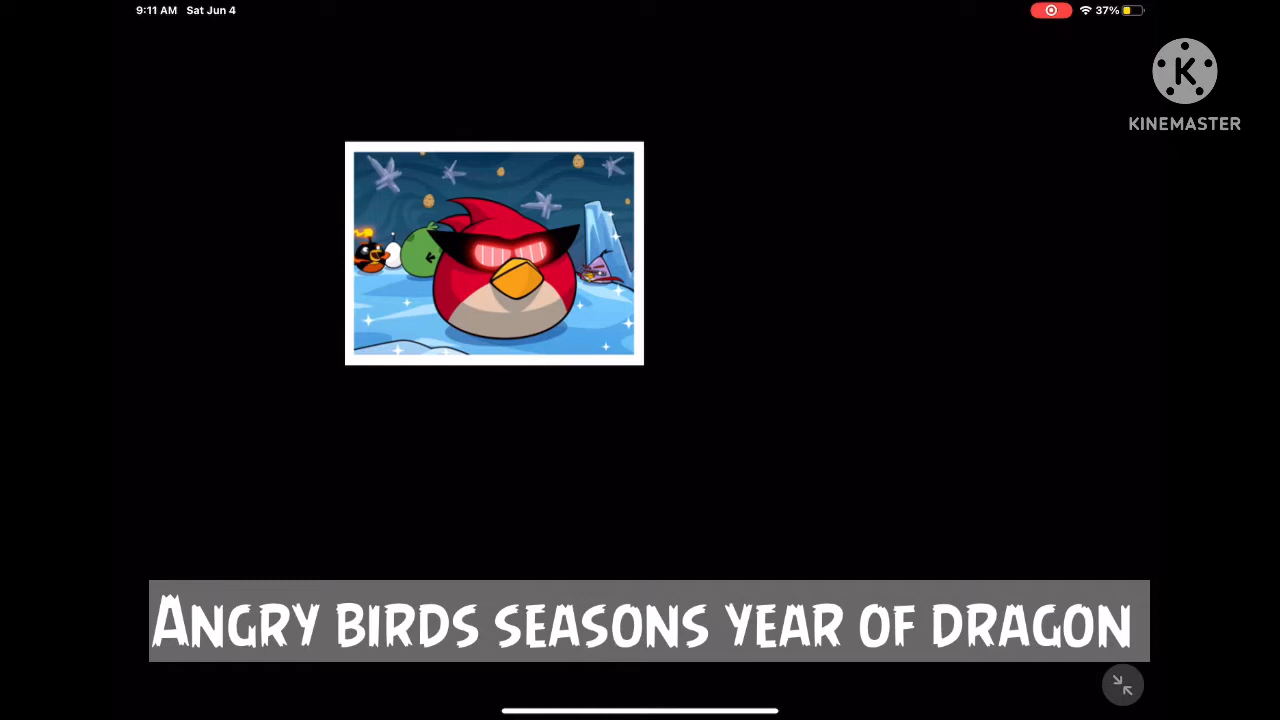 9:11 AM Sat Jun 4
37%
K
KINEMASTER
Angry birds seasons year of dragon